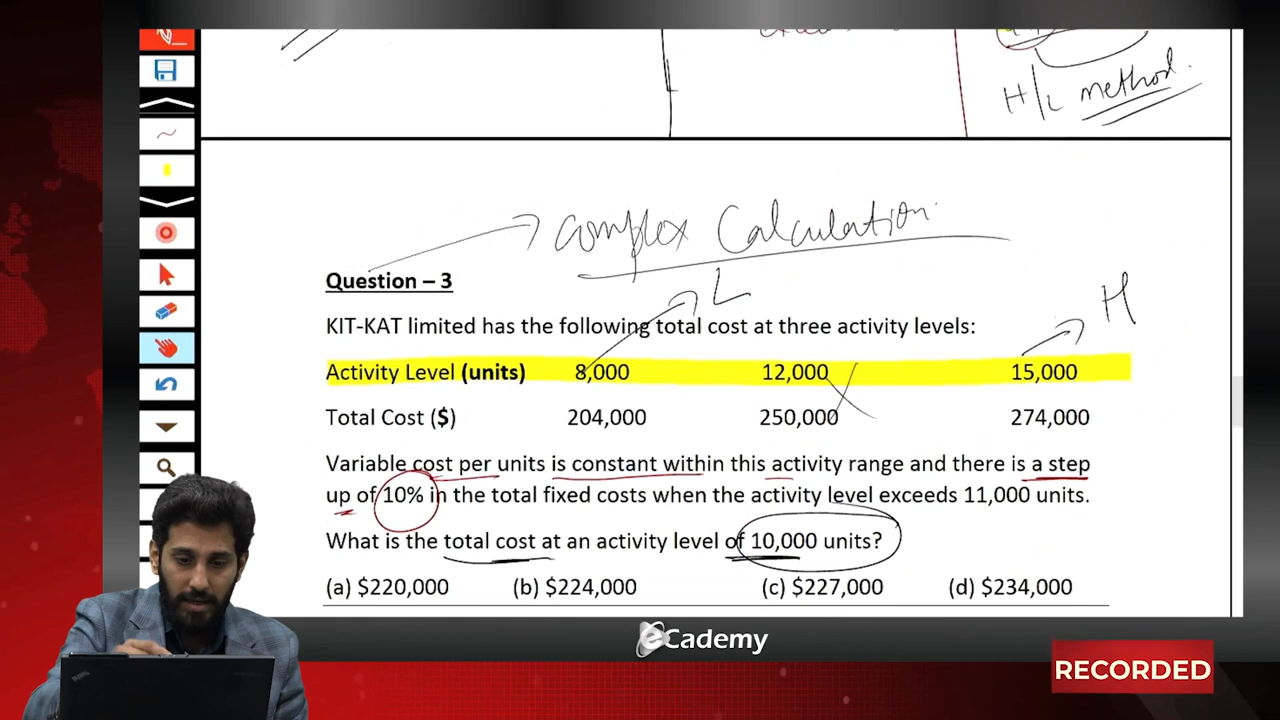 H/L method.
complex Calculation
Question – 3
L
H
KIT-KAT limited has the following total cost at three activity levels:
Activity Level (units) 8,000 12,000 15,000
Total Cost ($) 204,000 250,000 274,000
Variable cost per units is constant within this activity range and there is a step
up of 10% in the total fixed costs when the activity level exceeds 11,000 units.
What is the total cost at an activity level of 10,000 units?
(a) $220,000 (b) $224,000 (c) $227,000 (d) $234,000
eCademy
RECORDED